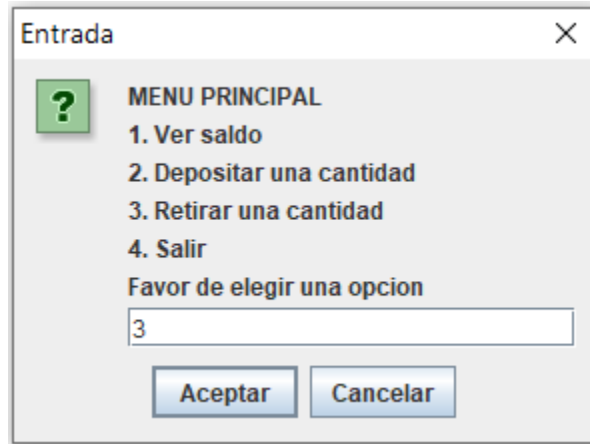 Entrada
MENU PRINCIPAL
1. Ver saldo
2. Depositar una cantidad
3. Retirar una cantidad
4. Salir
Favor de elegir una opcion
3
Aceptar Cancelar